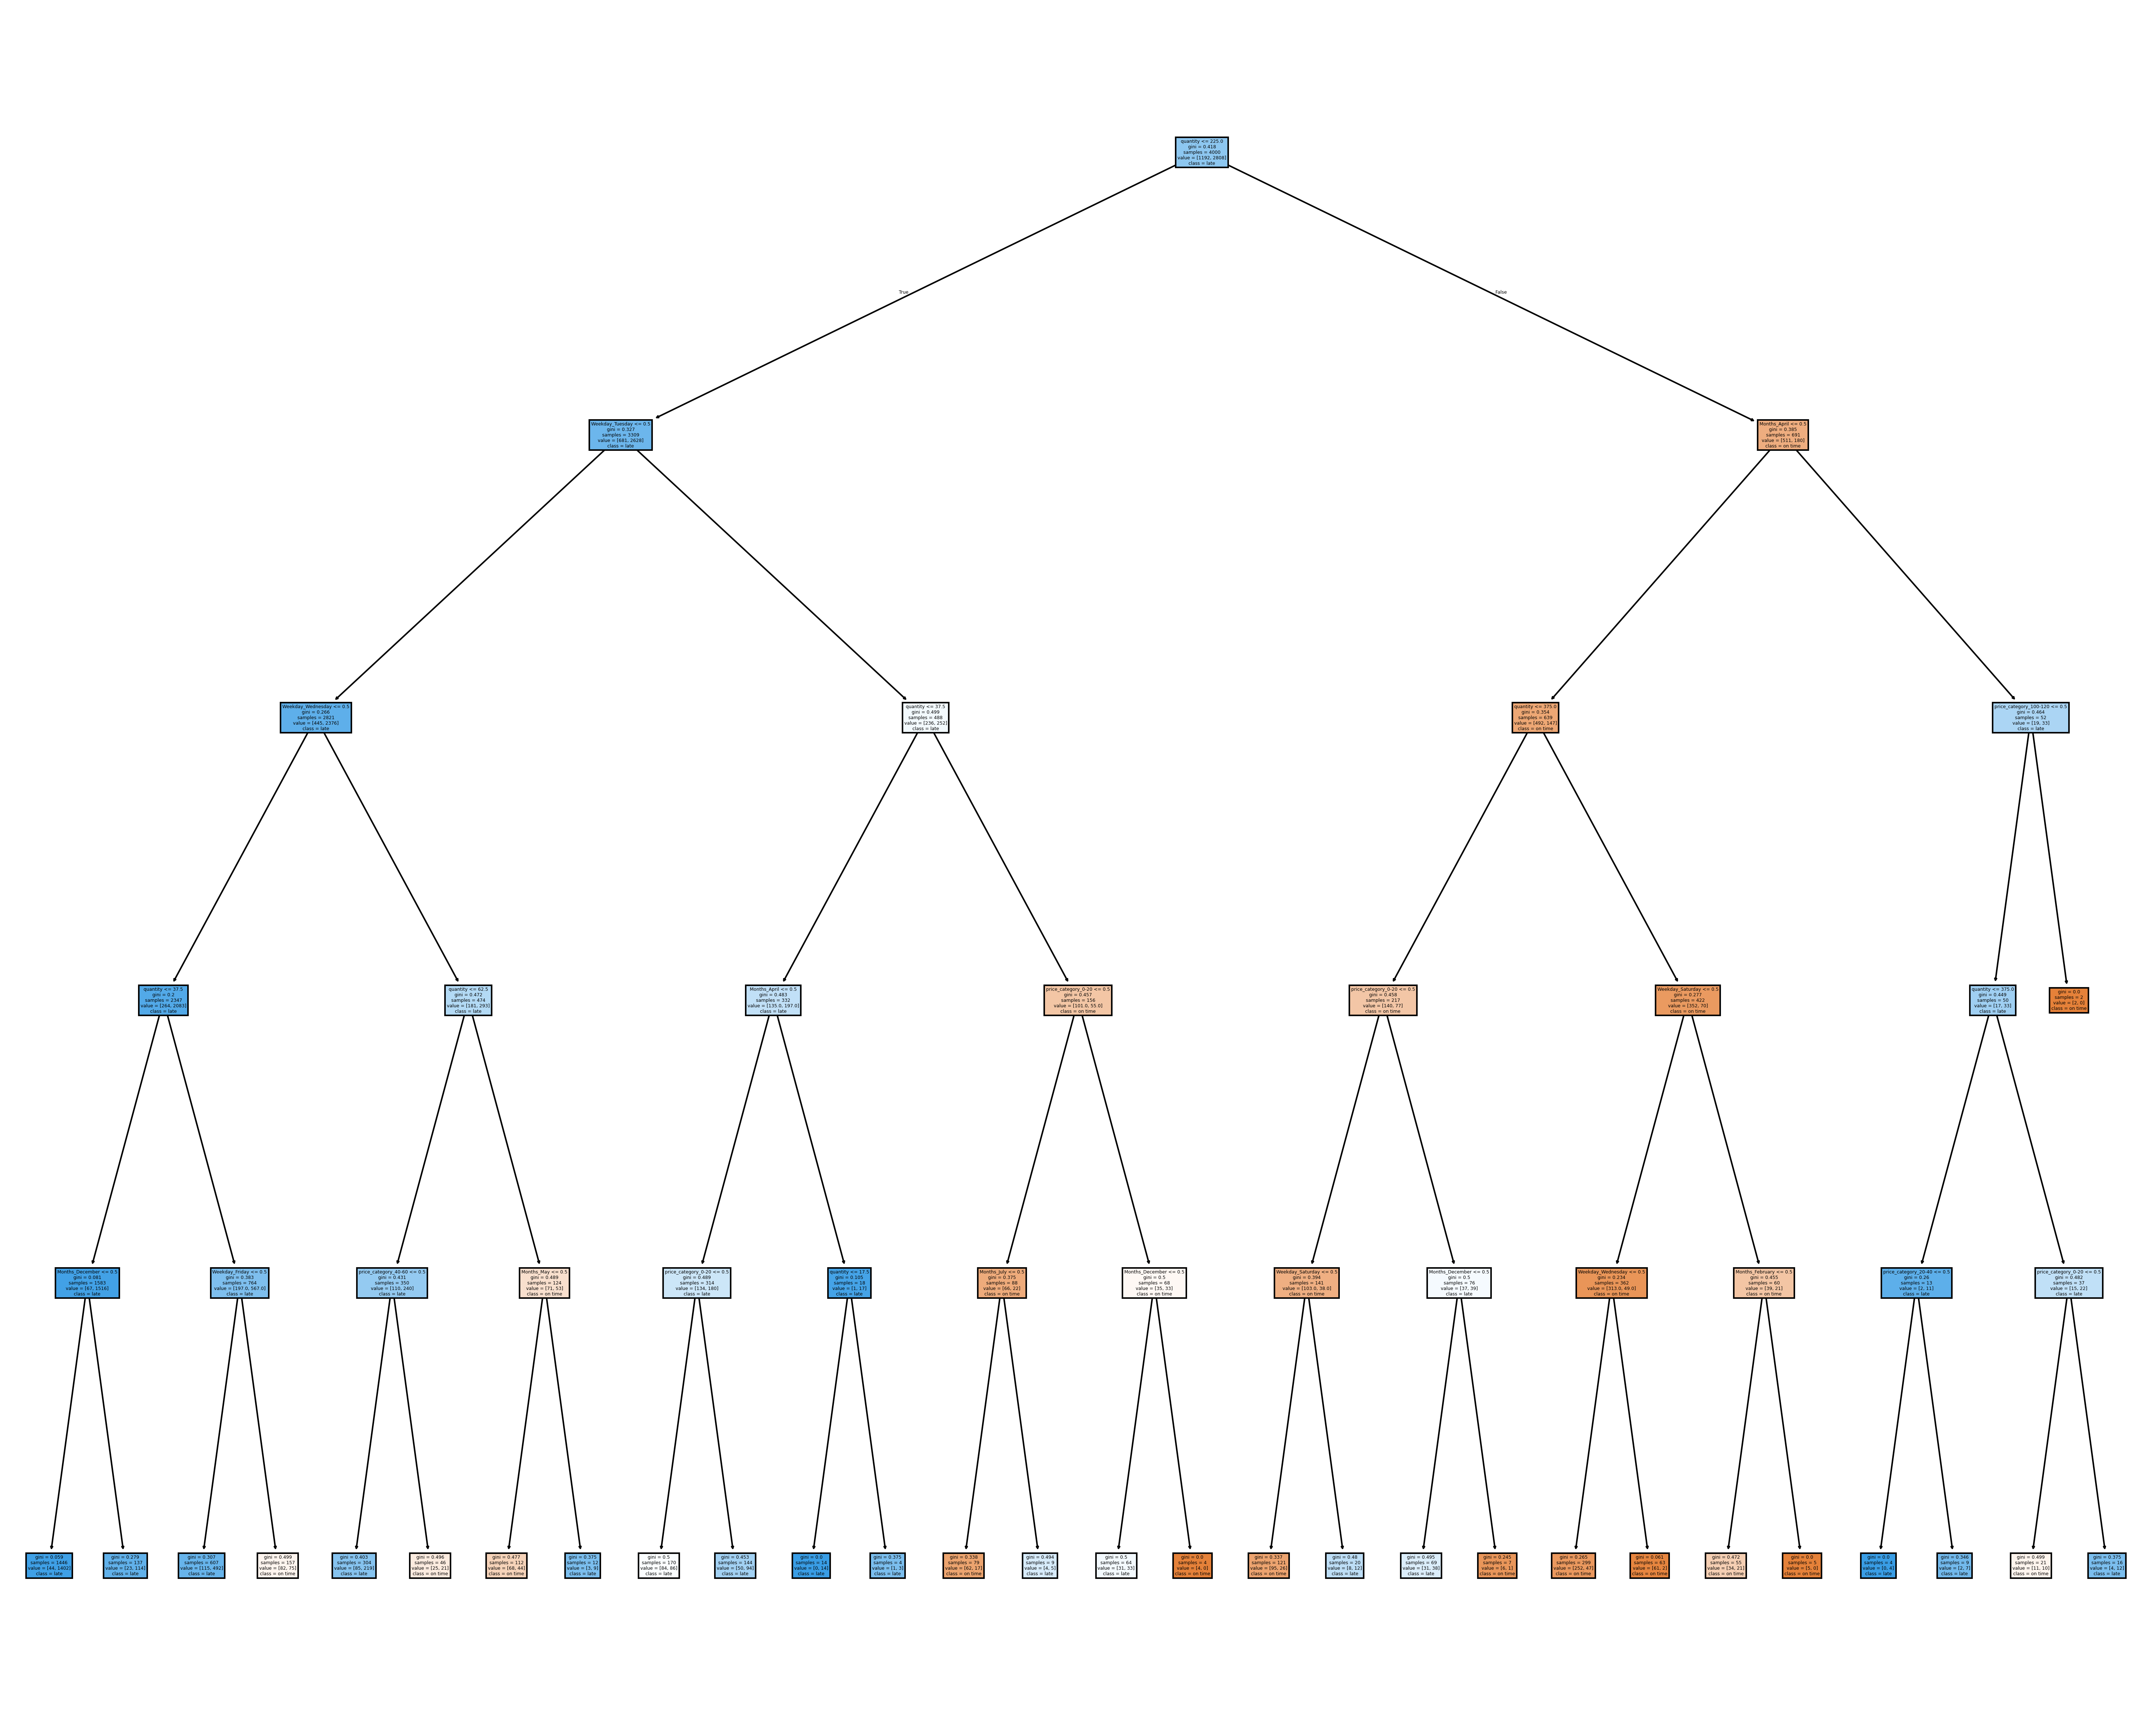 quantity <= 225.0
gini = 0.418
samples = 4000
value = [1192, 2808]
class = late
True
False
Weekday_Tuesday <= 0.5
gini = 0.327
samples = 3309
value = [681, 2628]
class = late
Months_April <= 0.5
gini = 0.385
samples = 691
value = [511, 180]
class = on time
Weekday_Wednesday <= 0.5
gini = 0.266
samples = 2821
value = [445, 2376]
class = late
quantity <= 37.5
gini = 0.499
samples = 488
value = [236, 252]
class = late
quantity <= 375.0
gini = 0.354
samples = 639
value = [492, 147]
class = on time
price_category_100-120 <= 0.5
gini = 0.464
samples = 52
value = [19, 33]
class = late
quantity <= 37.5
gini = 0.2
samples = 2347
value = [264, 2083]
class = late
quantity <= 62.5
gini = 0.472
samples = 474
value = [181, 293]
class = late
Months_April <= 0.5
gini = 0.483
samples = 332
value = [135.0, 197.0]
class = late
price_category_0-20 <= 0.5
gini = 0.457
samples = 156
value = [101.0, 55.0]
class = on time
price_category_0-20 <= 0.5
gini = 0.458
samples = 217
value = [140, 77]
class = on time
Weekday_Saturday <= 0.5
gini = 0.277
samples = 422
value = [352, 70]
class = on time
quantity <= 375.0
gini = 0.449
samples = 50
value = [17, 33]
class = late
gini = 0.0
samples = 2
value = [2, 0]
class = on time
Months_December <= 0.5
gini = 0.081
samples = 1583
value = [67, 1516]
class = late
Weekday_Friday <= 0.5
gini = 0.383
samples = 764
value = [197.0, 567.0]
class = late
price_category_40-60 <= 0.5
gini = 0.431
samples = 350
value = [110, 240]
class = late
Months_May <= 0.5
gini = 0.489
samples = 124
value = [71, 53]
class = on time
price_category_0-20 <= 0.5
gini = 0.489
samples = 314
value = [134, 180]
class = late
quantity <= 17.5
gini = 0.105
samples = 18
value = [1, 17]
class = late
Months_July <= 0.5
gini = 0.375
samples = 88
value = [66, 22]
class = on time
Months_December <= 0.5
gini = 0.5
samples = 68
value = [35, 33]
class = on time
Weekday_Saturday <= 0.5
gini = 0.394
samples = 141
value = [103.0, 38.0]
class = on time
Months_December <= 0.5
gini = 0.5
samples = 76
value = [37, 39]
class = late
Weekday_Wednesday <= 0.5
gini = 0.234
samples = 362
value = [313.0, 49.0]
class = on time
Months_February <= 0.5
gini = 0.455
samples = 60
value = [39, 21]
class = on time
price_category_20-40 <= 0.5
gini = 0.26
samples = 13
value = [2, 11]
class = late
price_category_0-20 <= 0.5
gini = 0.482
samples = 37
value = [15, 22]
class = late
gini = 0.059
samples = 1446
value = [44, 1402]
class = late
gini = 0.279
samples = 137
value = [23, 114]
class = late
gini = 0.307
samples = 607
value = [115, 492]
class = late
gini = 0.499
samples = 157
value = [82, 75]
class = on time
gini = 0.403
samples = 304
value = [85, 219]
class = late
gini = 0.496
samples = 46
value = [25, 21]
class = on time
gini = 0.477
samples = 112
value = [68, 44]
class = on time
gini = 0.375
samples = 12
value = [3, 9]
class = late
gini = 0.5
samples = 170
value = [84, 86]
class = late
gini = 0.453
samples = 144
value = [50, 94]
class = late
gini = 0.0
samples = 14
value = [0, 14]
class = late
gini = 0.375
samples = 4
value = [1, 3]
class = late
gini = 0.338
samples = 79
value = [62, 17]
class = on time
gini = 0.494
samples = 9
value = [4, 5]
class = late
gini = 0.5
samples = 64
value = [31, 33]
class = late
gini = 0.0
samples = 4
value = [4, 0]
class = on time
gini = 0.337
samples = 121
value = [95, 26]
class = on time
gini = 0.48
samples = 20
value = [8, 12]
class = late
gini = 0.495
samples = 69
value = [31, 38]
class = late
gini = 0.245
samples = 7
value = [6, 1]
class = on time
gini = 0.265
samples = 299
value = [252, 47]
class = on time
gini = 0.061
samples = 63
value = [61, 2]
class = on time
gini = 0.472
samples = 55
value = [34, 21]
class = on time
gini = 0.0
samples = 5
value = [5, 0]
class = on time
gini = 0.0
samples = 4
value = [0, 4]
class = late
gini = 0.346
samples = 9
value = [2, 7]
class = late
gini = 0.499
samples = 21
value = [11, 10]
class = on time
gini = 0.375
samples = 16
value = [4, 12]
class = late